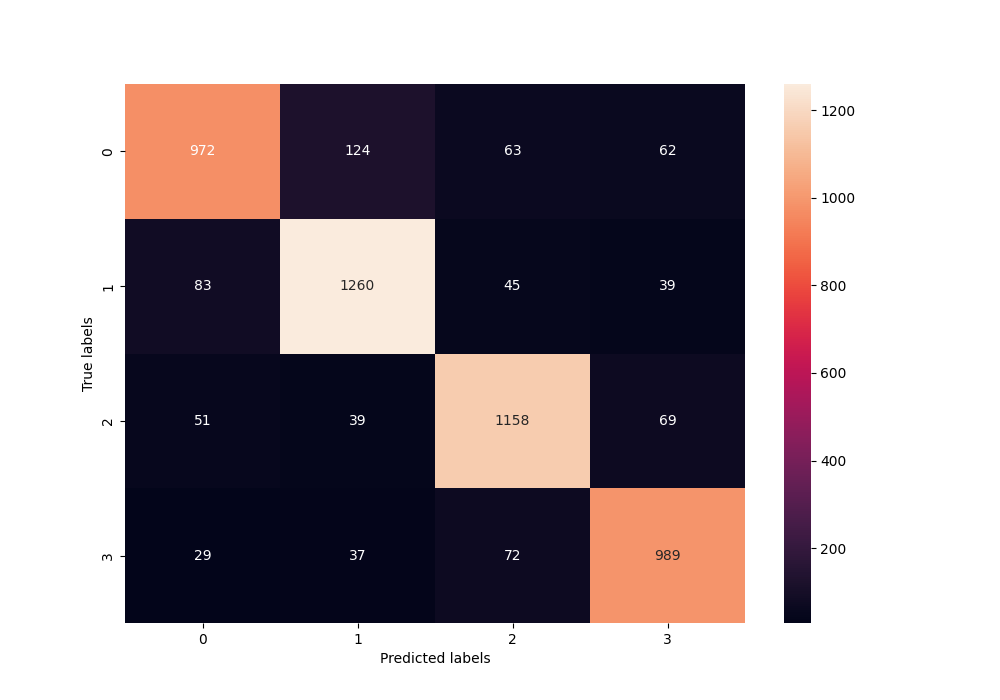 0 972 124 63 62
1 83 1260 45 39
2 51 39 1158 69
3 29 37 72 989
0 1 2 3
True labels
Predicted labels
1200
1000
800
600
400
200